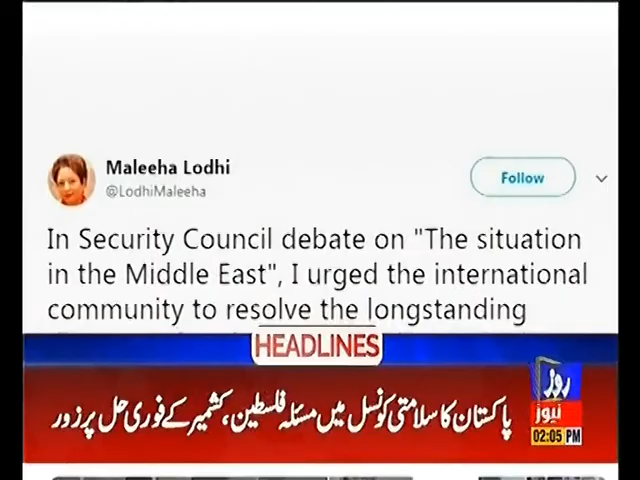 Maleeha Lodhi
@LodhiMaleeha
Follow
In Security Council debate on "The situation
in the Middle East", I urged the international
community to resolve the longstanding
HEADLINES
پاکستان کا سلامتی کونسل میں مسئلہ فلسطین، کشمیر کے فوری حل پر زور
روز
نیوز
02:05 PM